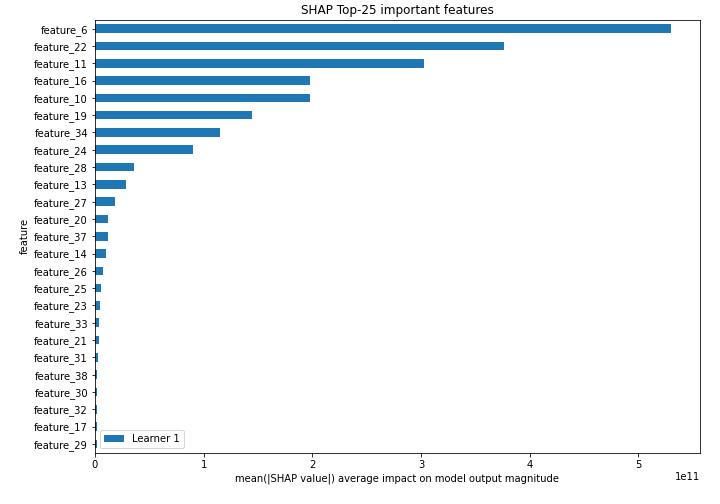 SHAP Top-25 important features
feature_6
feature_22
feature_11
feature_16
feature_10
feature_19
feature_34
feature_24
feature_28
feature_13
feature_27
feature_20
feature_37
feature_14
feature_26
feature_25
feature_23
feature_33
feature_21
feature_31
feature_38
feature_30
feature_32
feature_17
feature_29
feature
Learner 1
0 1 2 3 4 5
1e11
mean(|SHAP value|) average impact on model output magnitude